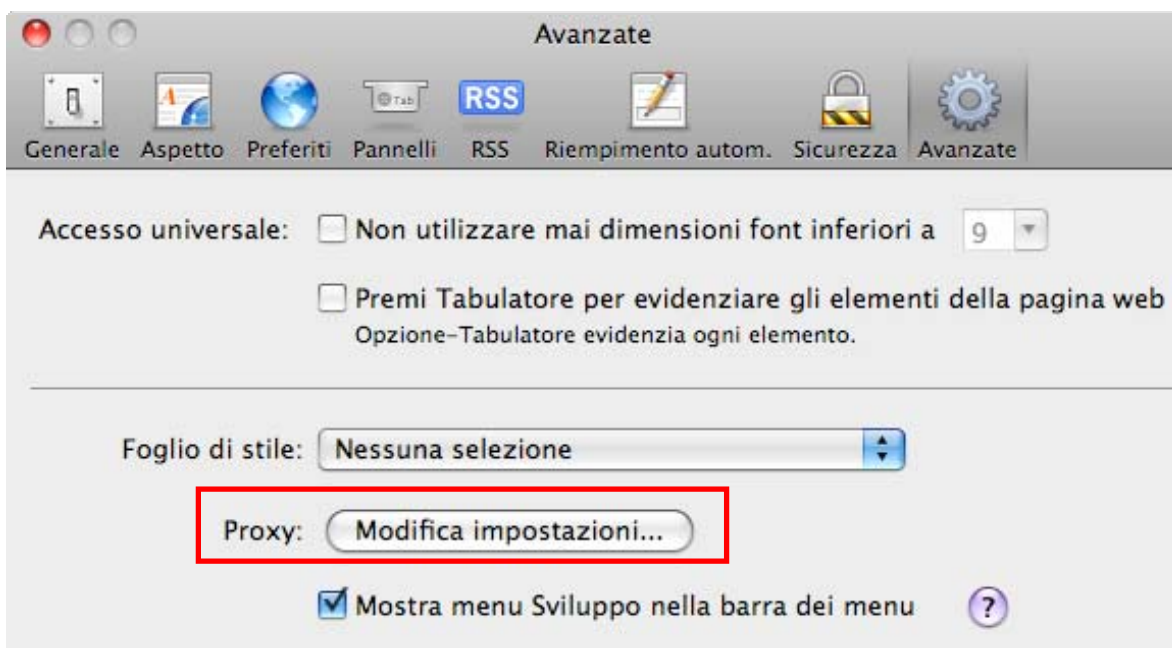 Avanzate
Tab
RSS
Generale Aspetto Preferiti Pannelli RSS Riempimento autom. Sicurezza Avanzate
Accesso universale: Non utilizzare mai dimensioni font inferiori a 9
Premi Tabulatore per evidenziare gli elementi della pagina web
Opzione-Tabulatore evidenzia ogni elemento.
Foglio di stile: Nessuna selezione
Proxy: Modifica impostazioni...
Mostra menu Sviluppo nella barra dei menu ?